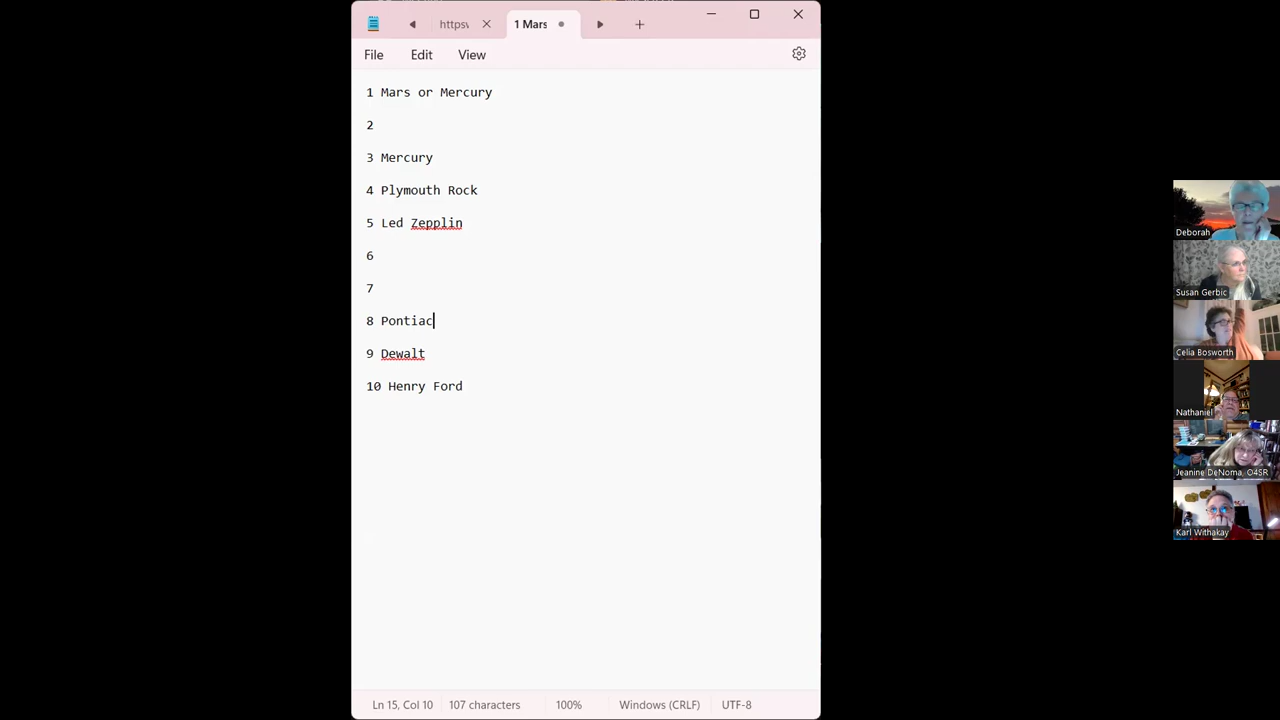 httpsv
1 Mars
File Edit View
1 Mars or Mercury
2
3 Mercury
4 Plymouth Rock
5 Led Zepplin
6
7
8 Pontiac
9 Dewalt
10 Henry Ford
Ln 15, Col 10 107 characters 100% Windows (CRLF) UTF-8
Deborah
Susan Gerbic
Celia Bosworth
Nathaniel
Jeanine DeNoma, O4SR
Karl Withakay